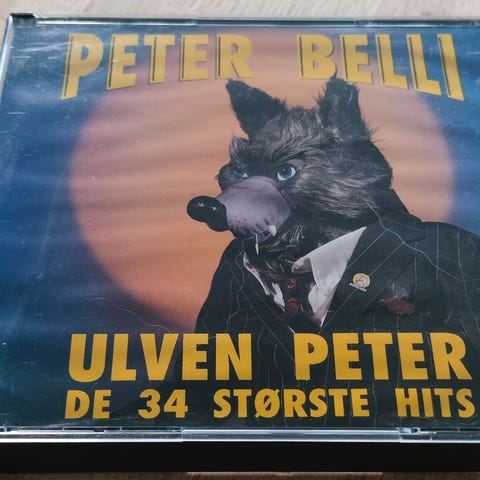 PETER BELLI
ULVEN PETER
DE 34 STØRSTE HITS